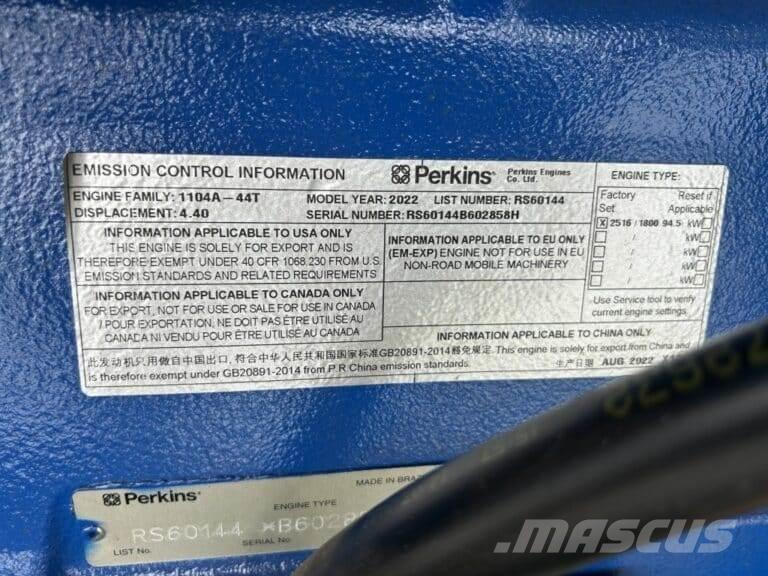 EMISSION CONTROL INFORMATION
Perkins
Perkins Engines
Co. Ltd.
ENGINE FAMILY: 1104A-44T
MODEL YEAR: 2022 LIST NUMBER: RS60144
DISPLACEMENT: 4.40
SERIAL NUMBER: RS60144B602858H
INFORMATION APPLICABLE TO USA ONLY
THIS ENGINE IS SOLELY FOR EXPORT AND IS
THEREFORE EXEMPT UNDER 40 CFR 1068.230 FROM U.S.
EMISSION STANDARDS AND RELATED REQUIREMENTS
INFORMATION APPLICABLE TO EU ONLY
(EM-EXP) ENGINE NOT FOR USE IN EU
NON-ROAD MOBILE MACHINERY
INFORMATION APPLICABLE TO CANADA ONLY
FOR EXPORT, NOT FOR USE OR SALE FOR USE IN CANADA
/ POUR EXPORTATION, NE DOIT PAS ÊTRE UTILISÉ AU
CANADA NI VENDU POUR ÊTRE UTILISÉ AU CANADA
ENGINE TYPE:
Factory Reset if
Set Applicable
X 2516 / 1800 94.5 kW
/ kW
/ kW
/ kW
Use Service tool to verify
current engine settings
INFORMATION APPLICABLE TO CHINA ONLY
此发动机只用做自中国出口, 符合中华人民共和国国家标准GB20891-2014豁免规定. This engine is solely for export from China and
is therefore exempt under GB20891-2014 from P.R China emission standards. 生产日期 AUG 2022
Perkins
MADE IN
ENGINE TYPE
RS60144 *B6028
LIST No. SERIAL No.
MASCUS